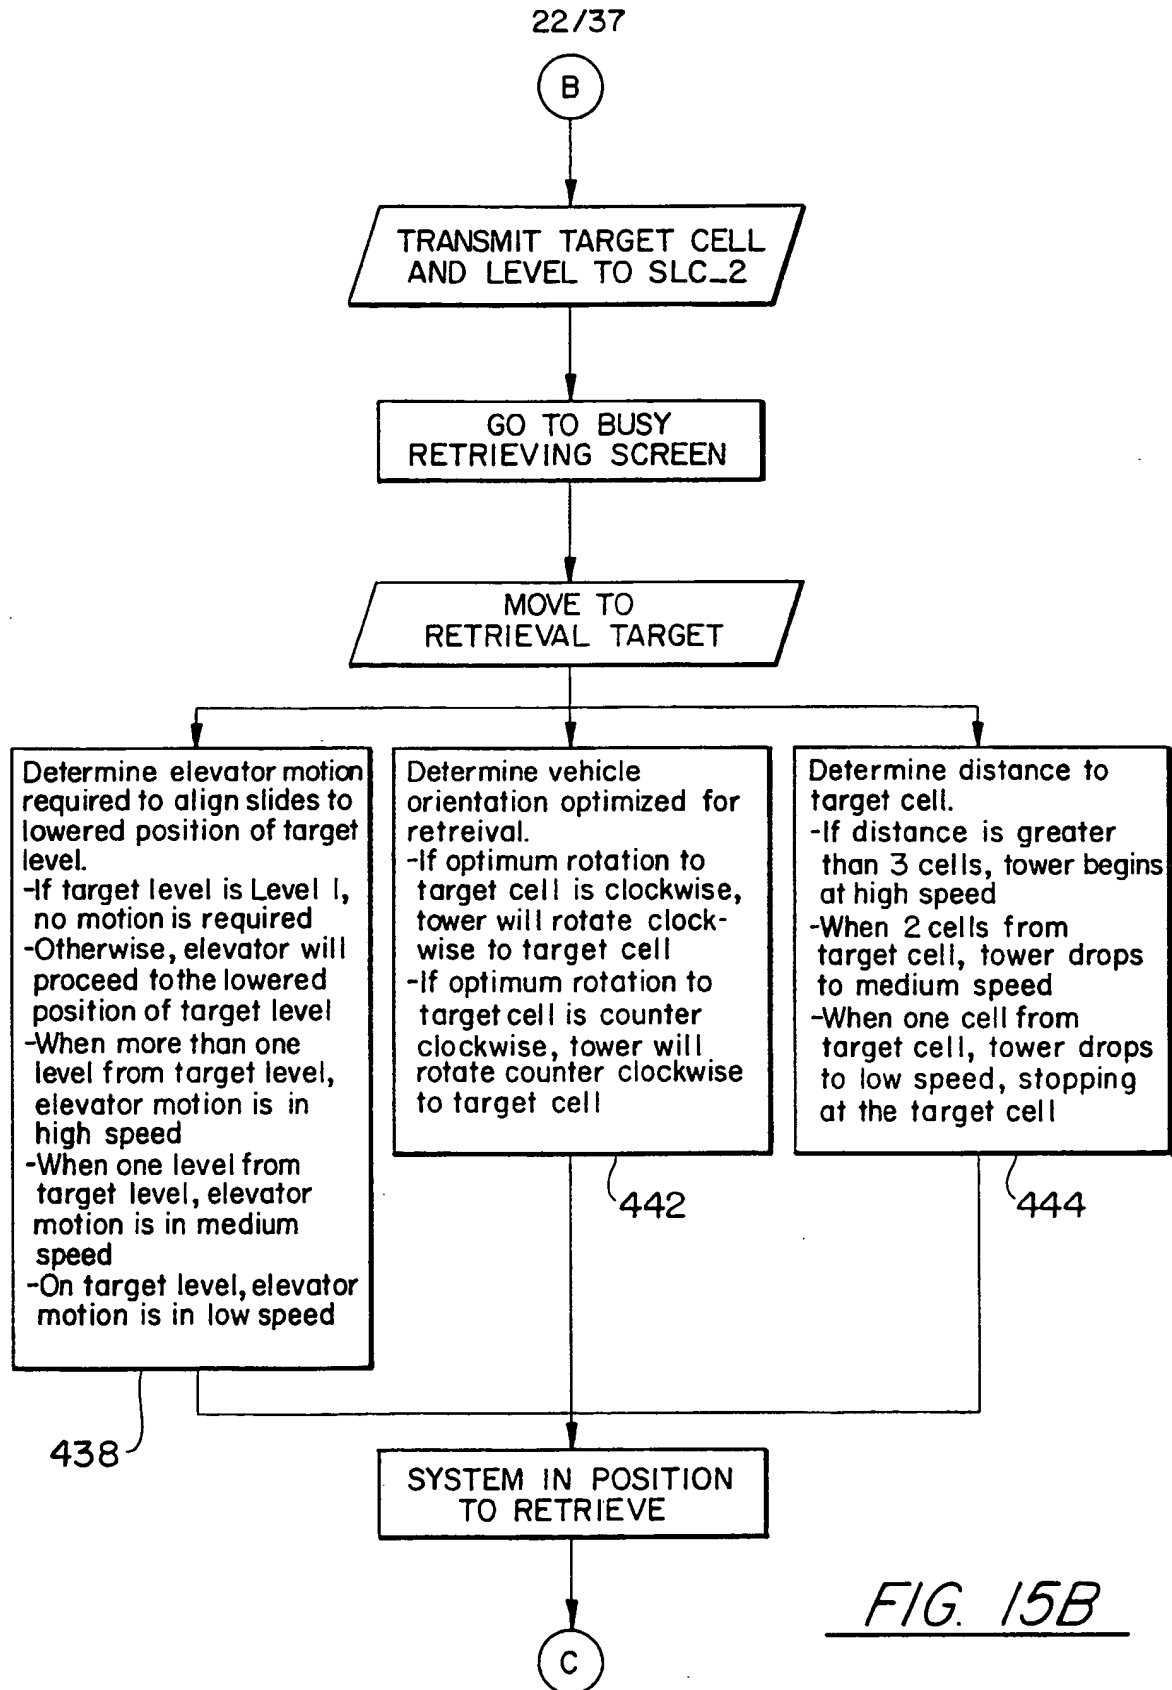 22/37
B
TRANSMIT TARGET CELL
AND LEVEL TO SLC_2
GO TO BUSY
RETRIEVING SCREEN
MOVE TO
RETRIEVAL TARGET
Determine elevator motion
required to align slides to
lowered position of target
level.
-If target level is Level 1,
no motion is required
-Otherwise, elevator will
proceed to the lowered
position of target level
-When more than one
level from target level,
elevator motion is in
high speed
-When one level from
target level, elevator
motion is in medium
speed
-On target level, elevator
motion is in low speed
438
Determine vehicle
orientation optimized for
retreival.
-If optimum rotation to
target cell is clockwise,
tower will rotate clock-
wise to target cell
-If optimum rotation to
target cell is counter
clockwise, tower will
rotate counter clockwise
to target cell
442
Determine distance to
target cell.
-If distance is greater
than 3 cells, tower begins
at high speed
-When 2 cells from
target cell, tower drops
to medium speed
-When one cell from
target cell, tower drops
to low speed, stopping
at the target cell
444
SYSTEM IN POSITION
TO RETRIEVE
C
FIG. 15B